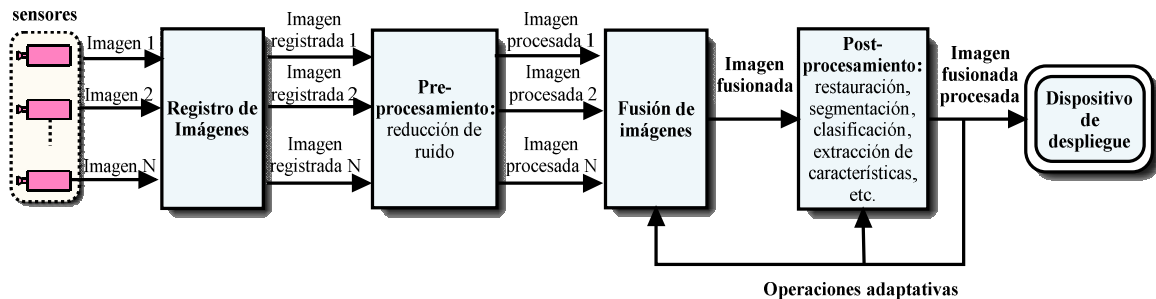 sensores
Imagen 1
Imagen 2
Imagen N
Registro de
Imágenes
Imagen
registrada 1
Imagen
registrada 2
Imagen
registrada N
Pre-
procesamiento:
reducción de
ruido
Imagen
procesada 1
Imagen
procesada 2
Imagen
procesada N
Fusión de
imágenes
Imagen
fusionada
Post-
procesamiento:
restauración,
segmentación,
clasificación,
extracción de
características,
etc.
Imagen
fusionada
procesada
Dispositivo
de
despliegue
Operaciones adaptativas